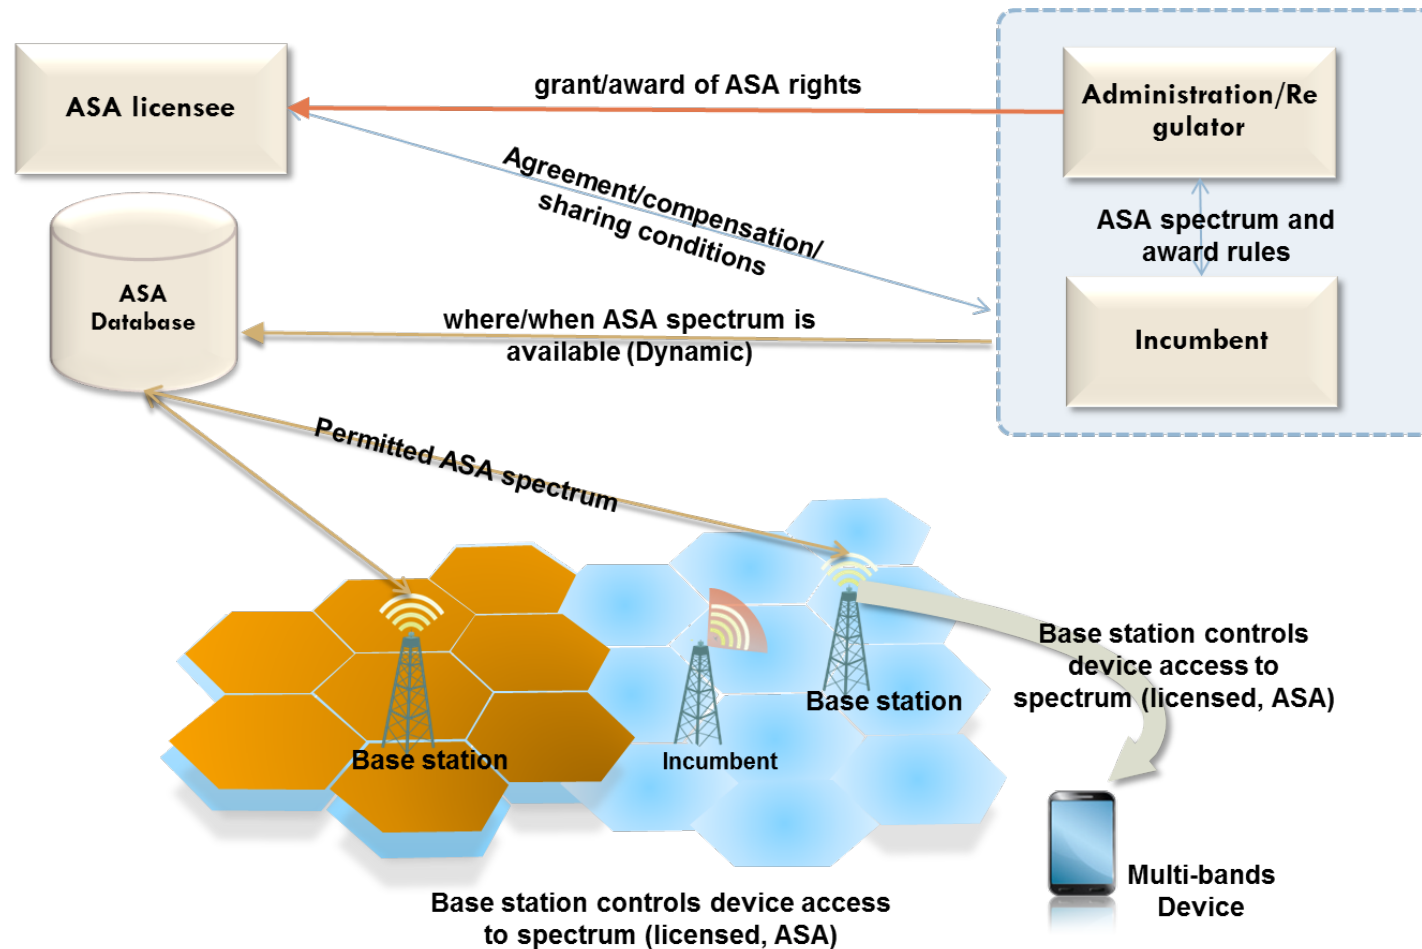 grant/award of ASA rights
ASA licensee
Administration/Re
gulator
Agreement/compensation/
sharing conditions
ASA spectrum and
award rules
ASA
Database
where/when ASA spectrum is
available (Dynamic)
Incumbent
Permitted ASA spectrum
Base station controls
device access to
spectrum (licensed, ASA)
Base station
Base station
Incumbent
Multi-bands
Device
Base station controls device access
to spectrum (licensed, ASA)